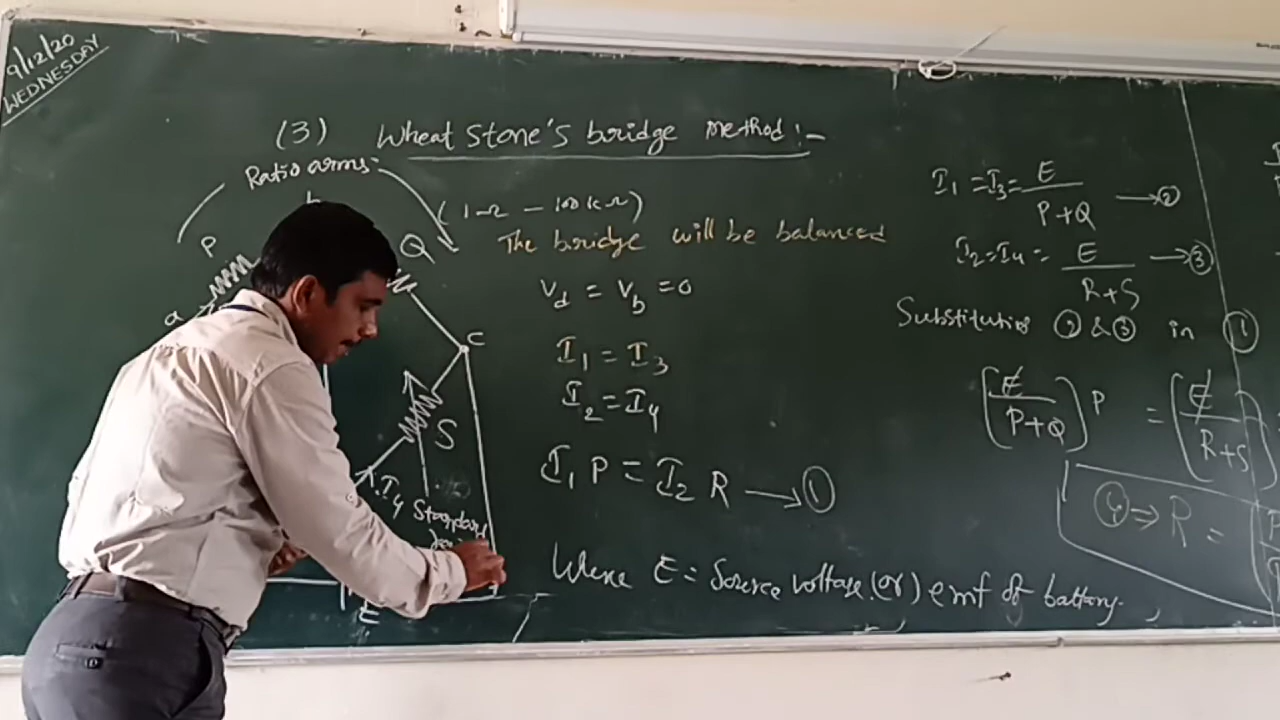 9/12/20
WEDNESDAY
(3) Wheat Stone's bridge method:-
Ratio arms
(1Ω - 100KΩ)
P
Q
a
c
S
I4
Standard
E
The bridge will be balanced
Vd = Vb = 0
I1 = I3
I2 = I4
I1 P = I2 R → 1
Where E = Source voltage (or) emf of battery.
I1 = I3 = E / P+Q → 2
I2 = I4 = E / R+S → 3
Substituting 2 & 3 in 1
(E / P+Q) P = (E / R+S)
4 ⇒ R =